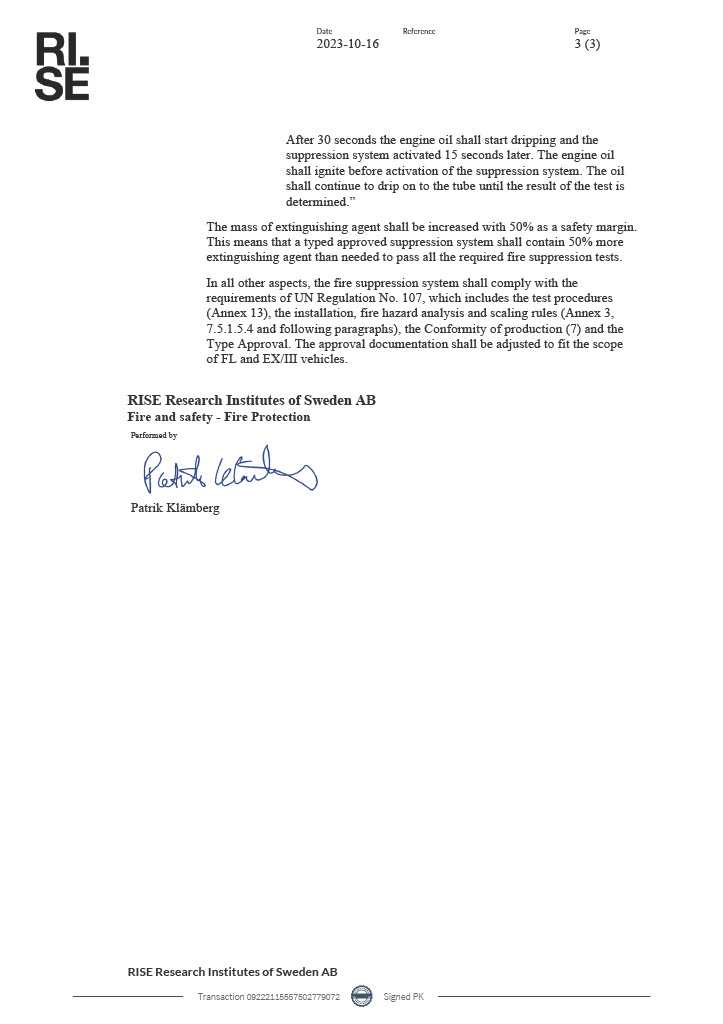 RI.
SE
Date Reference Page
2023-10-16 3 (3)
After 30 seconds the engine oil shall start dripping and the
suppression system activated 15 seconds later. The engine oil
shall ignite before activation of the suppression system. The oil
shall continue to drip on to the tube until the result of the test is
determined.”
The mass of extinguishing agent shall be increased with 50% as a safety margin.
This means that a typed approved suppression system shall contain 50% more
extinguishing agent than needed to pass all the required fire suppression tests.
In all other aspects, the fire suppression system shall comply with the
requirements of UN Regulation No. 107, which includes the test procedures
(Annex 13), the installation, fire hazard analysis and scaling rules (Annex 3,
7.5.1.5.4 and following paragraphs), the Conformity of production (7) and the
Type Approval. The approval documentation shall be adjusted to fit the scope
of FL and EX/III vehicles.
RISE Research Institutes of Sweden AB
Fire and safety - Fire Protection
Performed by
Patrik Klämberg
RISE Research Institutes of Sweden AB
Transaction 09222115557502779072 Signed PK